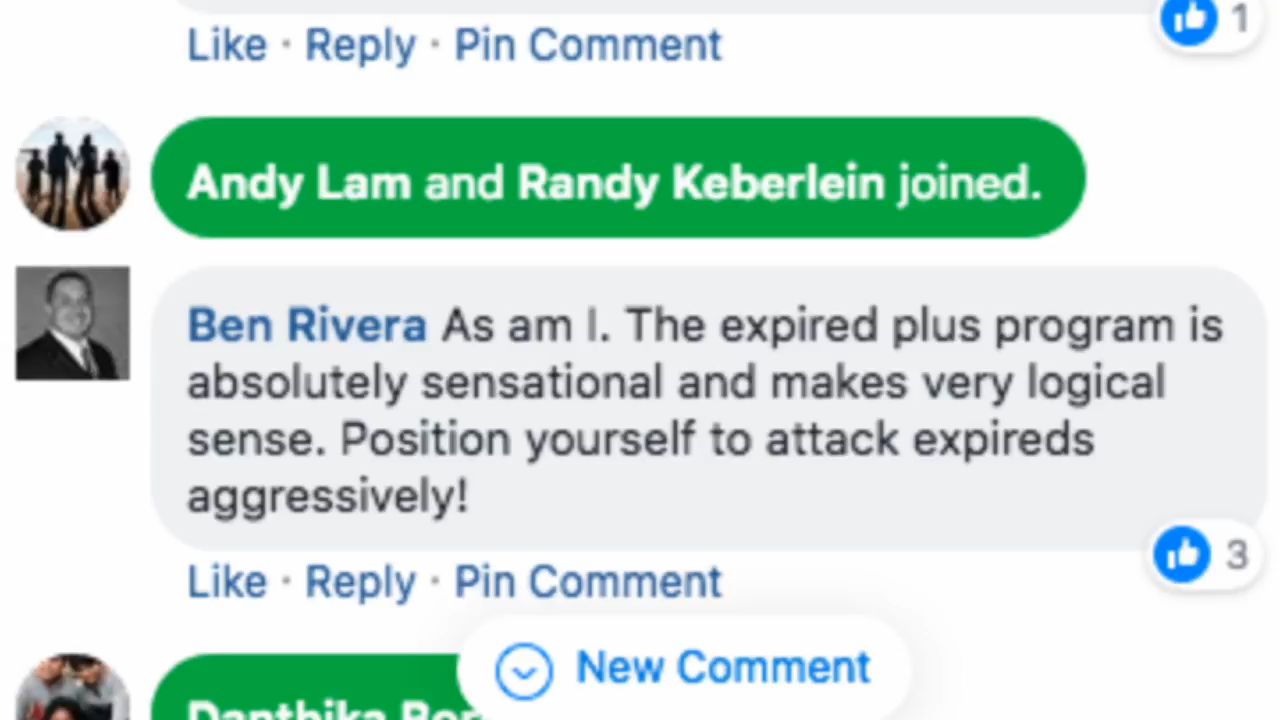 1
Like · Reply · Pin Comment
Andy Lam and Randy Keberlein joined.
Ben Rivera As am I. The expired plus program is
absolutely sensational and makes very logical
sense. Position yourself to attack expireds
aggressively!
3
Like · Reply · Pin Comment
New Comment
Danthika